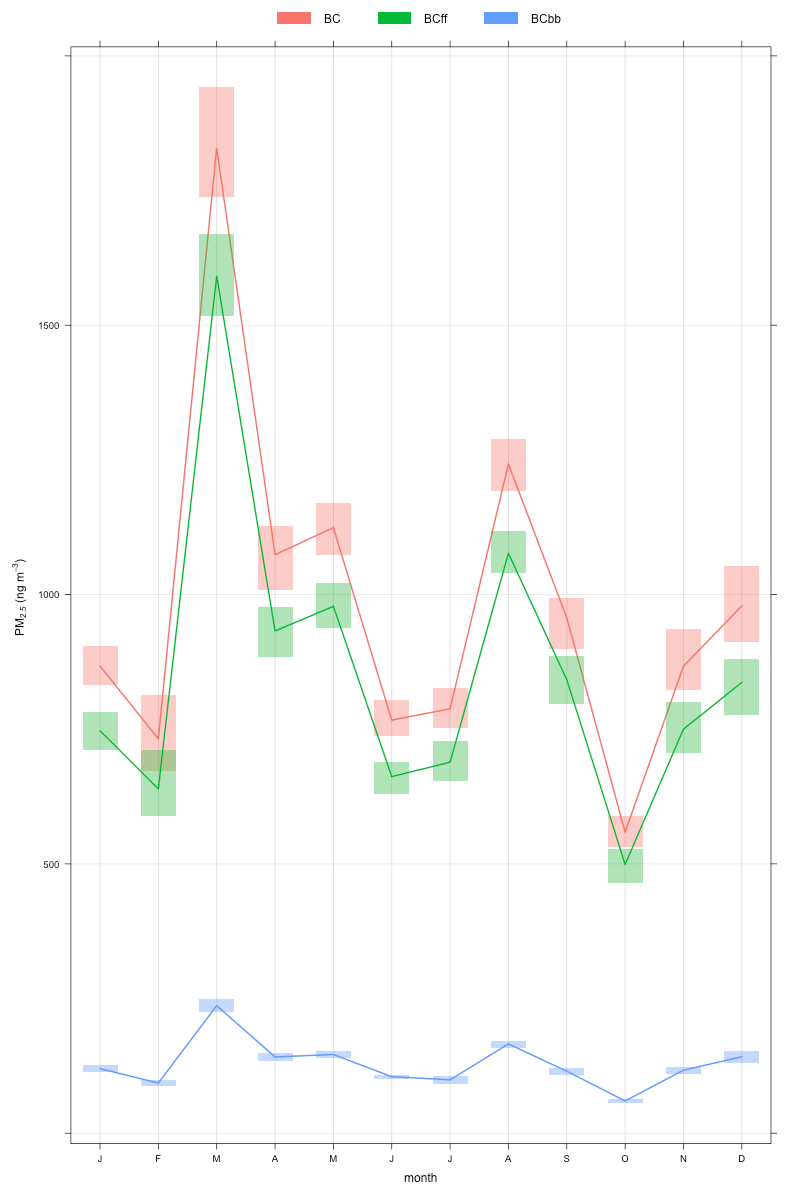 BC BCff BCbb
1500
1000
500
PM2.5 (ng m−3)
J F M A M J J A S O N D
month